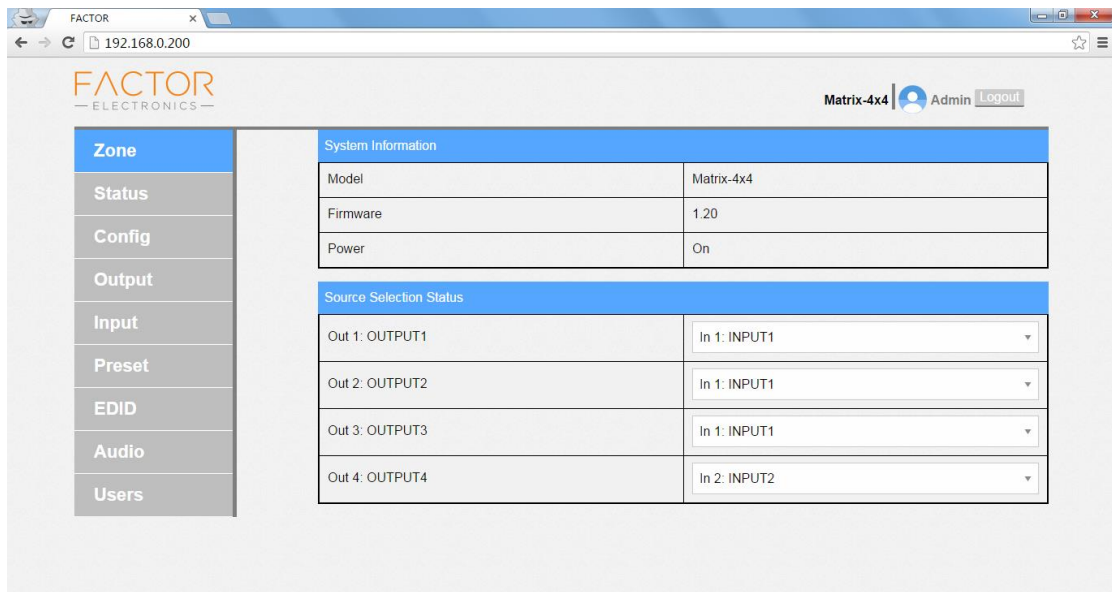 FACTOR
192.168.0.200
FACTOR
ELECTRONICS
Matrix-4x4 Admin Logout
Zone
Status
Config
Output
Input
Preset
EDID
Audio
Users
System Information
Model Matrix-4x4
Firmware 1.20
Power On
Source Selection Status
Out 1: OUTPUT1 In 1: INPUT1
Out 2: OUTPUT2 In 1: INPUT1
Out 3: OUTPUT3 In 1: INPUT1
Out 4: OUTPUT4 In 2: INPUT2